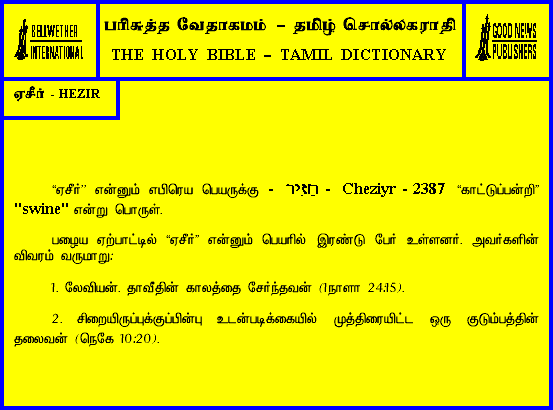 BELLWETHER
INTERNATIONAL
பரிசுத்த வேதாகமம் – தமிழ் சொல்லகராதி
THE HOLY BIBLE – TAMIL DICTIONARY
GOOD NEWS
PUBLISHERS
ஏசீர் - HEZIR
“ஏசீர்” என்னும் எபிரெய பெயருக்கு - חֵזִיר - Cheziyr - 2387 “காட்டுப்பன்றி”
"swine" என்று பொருள்.
பழைய ஏற்பாட்டில் “ஏசீர்” என்னும் பெயரில் இரண்டு பேர் உள்ளனர். அவர்களின்
விவரம் வருமாறு:
1. லேவியன். தாவீதின் காலத்தை சேர்ந்தவன் (1நாளா 24:15).
2. சிறையிருப்புக்குப்பின்பு உடன்படிக்கையில் முத்திரையிட்ட ஒரு குடும்பத்தின்
தலைவன் (நெகே 10:20).